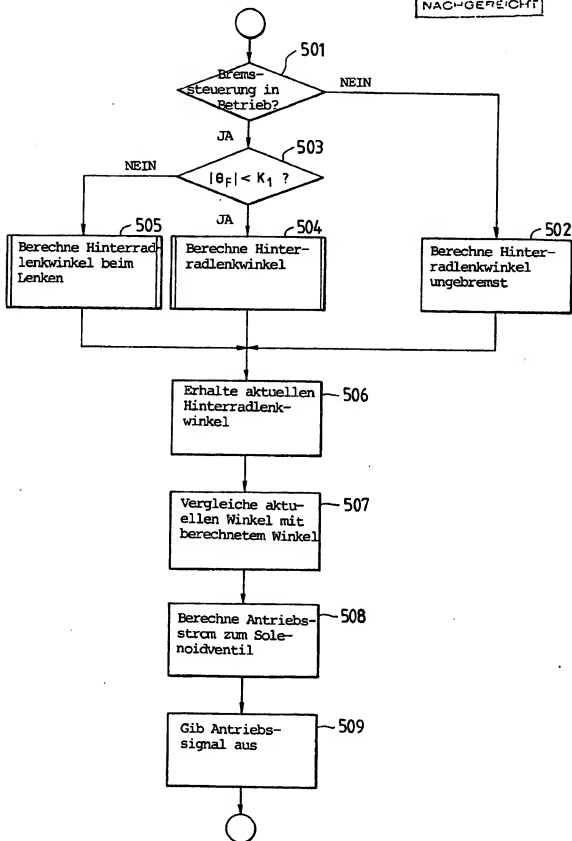 NACHGEREICHT
501
Brems-
steuerung in
Betrieb?
NEIN
JA
503
NEIN
|θF| < K1 ?
JA
505
Berechne Hinterrad-
lenkwinkel beim
Lenken
504
Berechne Hinter-
radlenkwinkel
502
Berechne Hinter-
radlenkwinkel
ungebremst
Erhalte aktuellen
Hinterradlenk-
winkel
506
Vergleiche aktu-
ellen Winkel mit
berechnetem Winkel
507
Berechne Antriebs-
strom zum Sole-
noidventil
508
Gib Antriebs-
signal aus
509